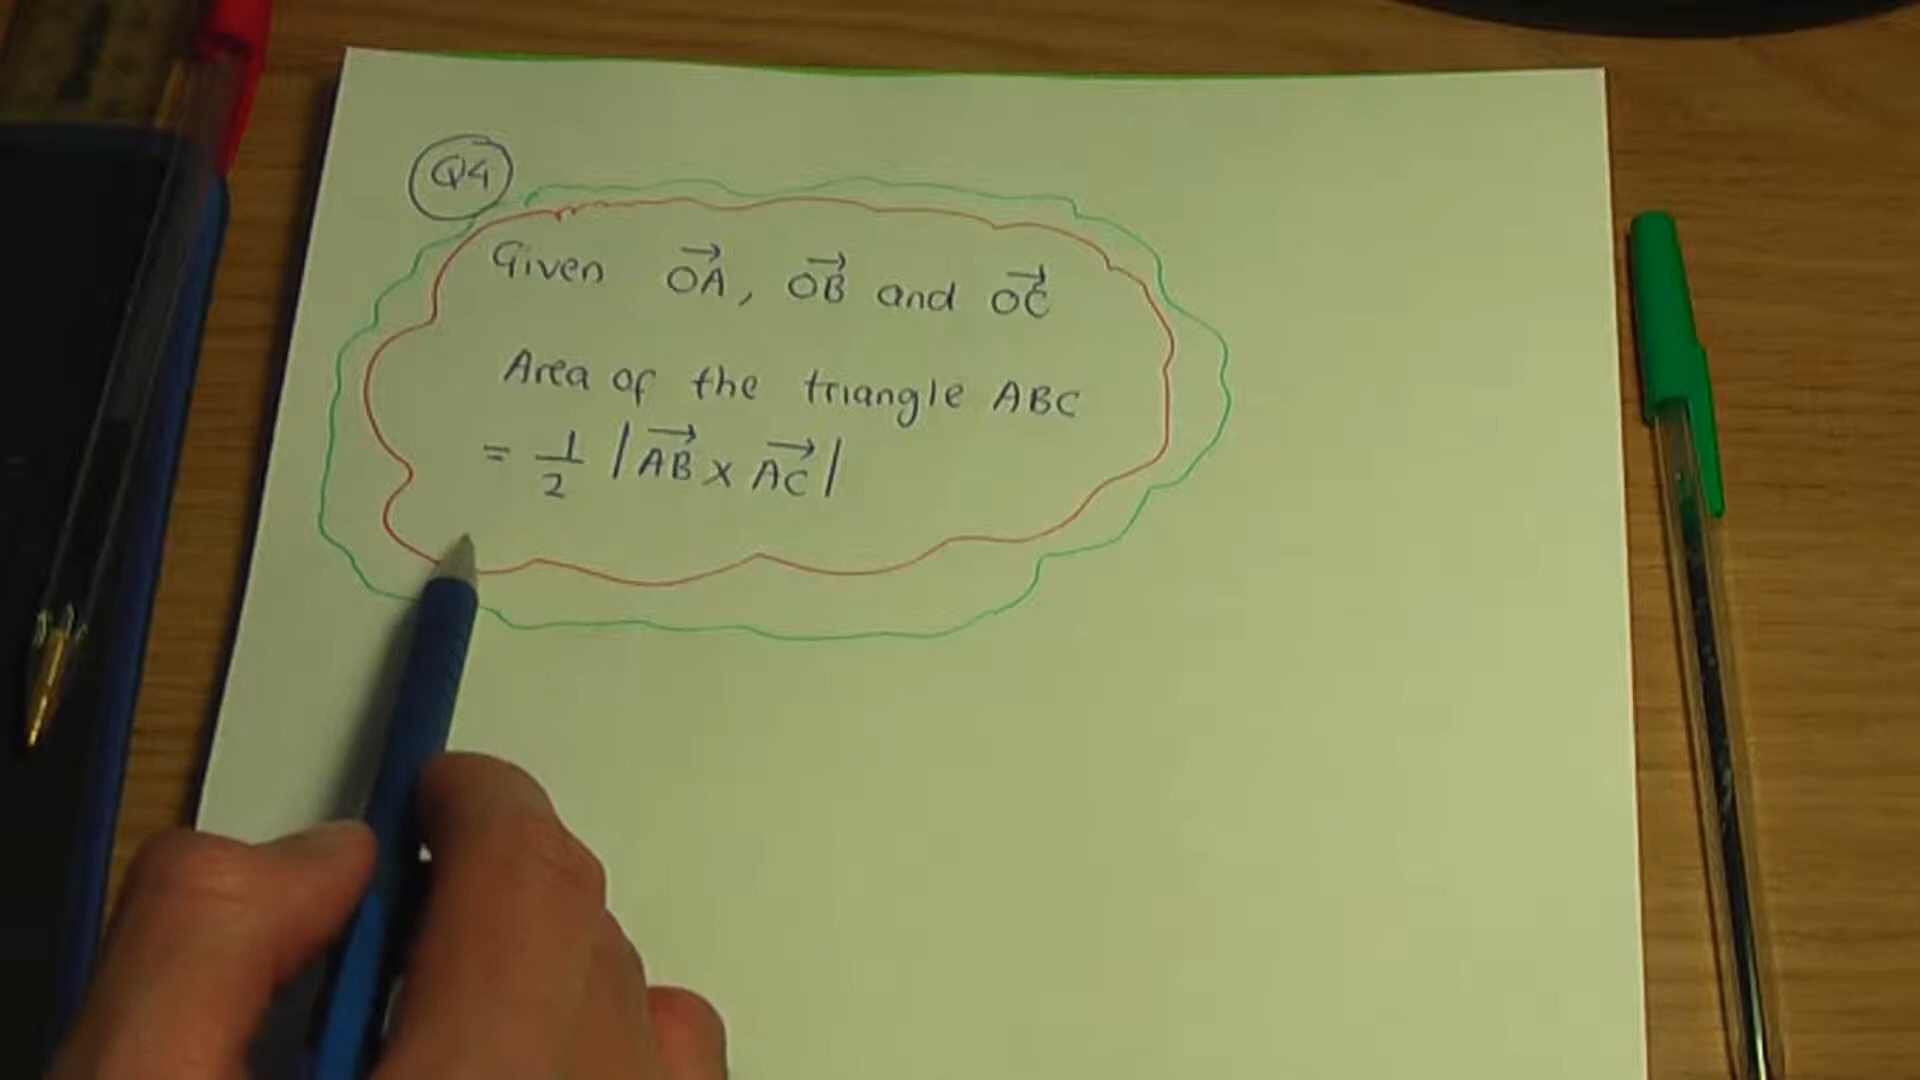 Q4
Given OA⃗, OB⃗ and OC⃗
Area of the triangle ABC
= 1/2 |AB⃗ × AC⃗|